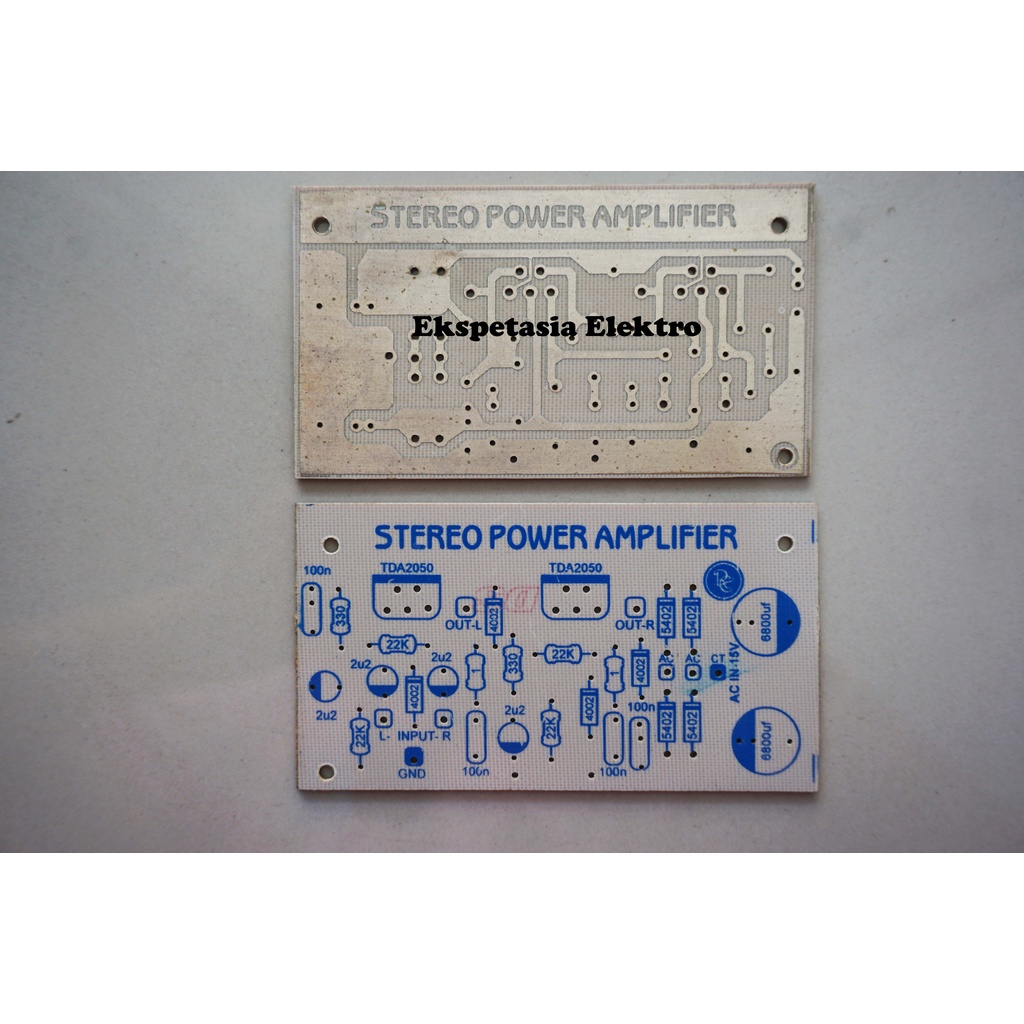 STEREO POWER AMPLIFIER
Ekspetasia Elektro
STEREO POWER AMPLIFIER
100n
TDA2050
TDA2050
330
4002
OUT-L
OUT-R
5402
5402
6800uf
22K
22K
2u2
2u2
1
330
1
4002
AC
AC
CT
AC IN-15V
4002
2u2
4002
2u2
100n
22K
L- INPUT- R
22K
5402
5402
6800uf
GND
100n
100n